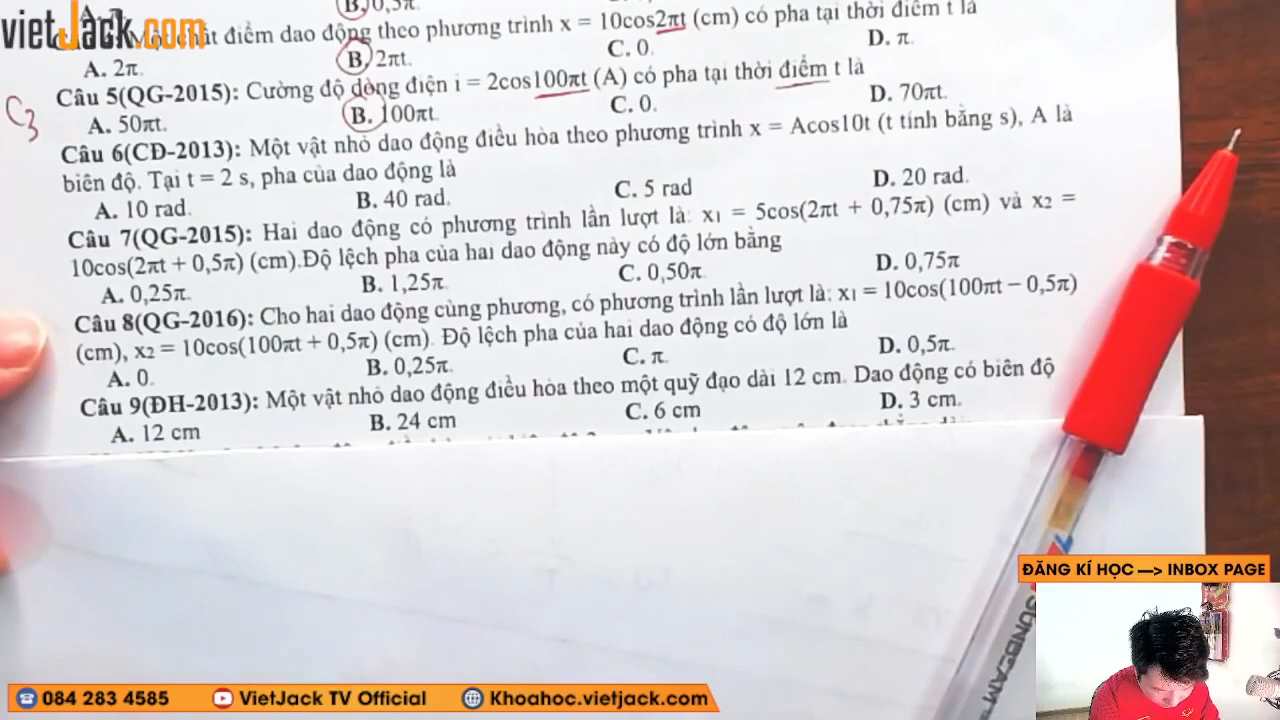 B. 0,5π.
vietJack.com
chất điểm dao động theo phương trình x = 10cos2πt (cm) có pha tại thời điểm t là
A. 2π. B. 2πt. C. 0. D. π.
C3
Câu 5(QG-2015): Cường độ dòng điện i = 2cos100πt (A) có pha tại thời điểm t là
A. 50πt. B. 100πt. C. 0. D. 70πt.
Câu 6(CĐ-2013): Một vật nhỏ dao động điều hòa theo phương trình x = Acos10t (t tính bằng s), A là
biên độ. Tại t = 2 s, pha của dao động là
A. 10 rad. B. 40 rad. C. 5 rad D. 20 rad.
Câu 7(QG-2015): Hai dao động có phương trình lần lượt là: x₁ = 5cos(2πt + 0,75π) (cm) và x₂ =
10cos(2πt + 0,5π) (cm).Độ lệch pha của hai dao động này có độ lớn bằng
A. 0,25π. B. 1,25π. C. 0,50π. D. 0,75π
Câu 8(QG-2016): Cho hai dao động cùng phương, có phương trình lần lượt là: x₁ = 10cos(100πt – 0,5π)
(cm), x₂ = 10cos(100πt + 0,5π) (cm). Độ lệch pha của hai dao động có độ lớn là
A. 0. B. 0,25π. C. π. D. 0,5π.
Câu 9(ĐH-2013): Một vật nhỏ dao động điều hòa theo một quỹ đạo dài 12 cm. Dao động có biên độ
A. 12 cm B. 24 cm C. 6 cm D. 3 cm.
ĐĂNG KÍ HỌC —> INBOX PAGE
084 283 4585 VietJack TV Official Khoahoc.vietjack.com